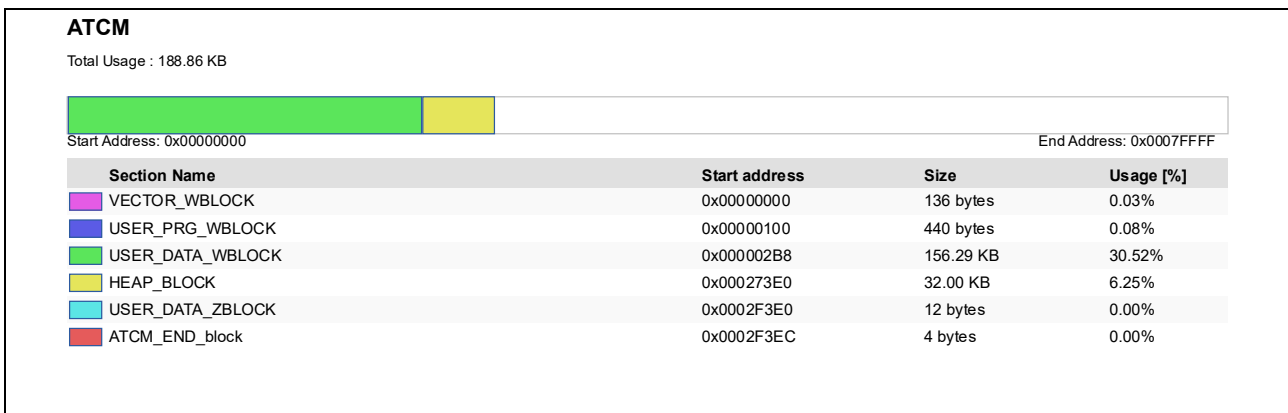 ATCM
Total Usage : 188.86 KB
Start Address: 0x00000000 End Address: 0x0007FFFF
Section Name Start address Size Usage [%]
VECTOR_WBLOCK 0x00000000 136 bytes 0.03%
USER_PRG_WBLOCK 0x00000100 440 bytes 0.08%
USER_DATA_WBLOCK 0x000002B8 156.29 KB 30.52%
HEAP_BLOCK 0x000273E0 32.00 KB 6.25%
USER_DATA_ZBLOCK 0x0002F3E0 12 bytes 0.00%
ATCM_END_block 0x0002F3EC 4 bytes 0.00%